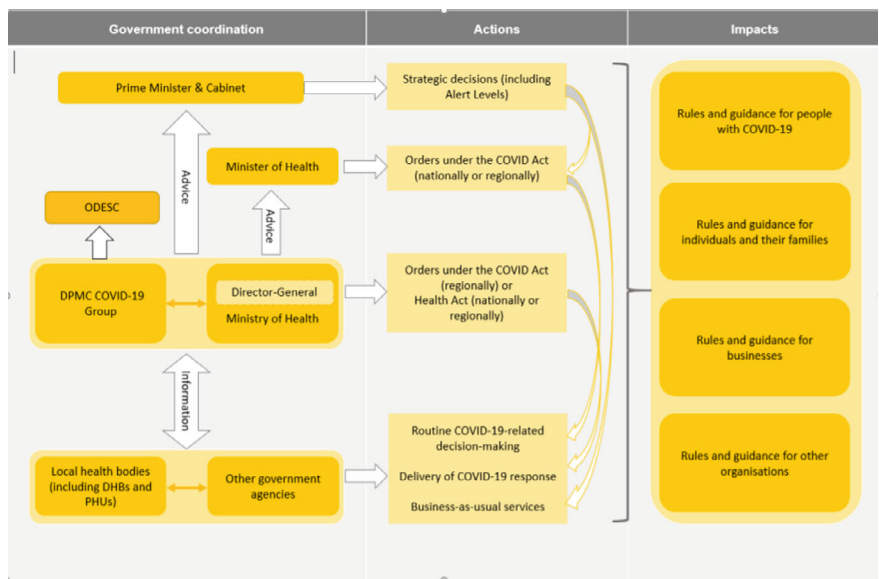 Government coordination
Actions
Impacts
Prime Minister & Cabinet
Strategic decisions (including
Alert Levels)
Rules and guidance for people
with COVID-19
Advice
Minister of Health
Orders under the COVID Act
(nationally or regionally)
ODESC
Advice
Rules and guidance for
individuals and their families
DPMC COVID-19
Group
Director-General
Ministry of Health
Orders under the COVID Act
(regionally) or
Health Act (nationally or
regionally)
Rules and guidance for
businesses
Information
Local health bodies
(including DHBs and
PHUs)
Other government
agencies
Routine COVID-19-related
decision-making
Delivery of COVID-19 response
Business-as-usual services
Rules and guidance for other
organisations